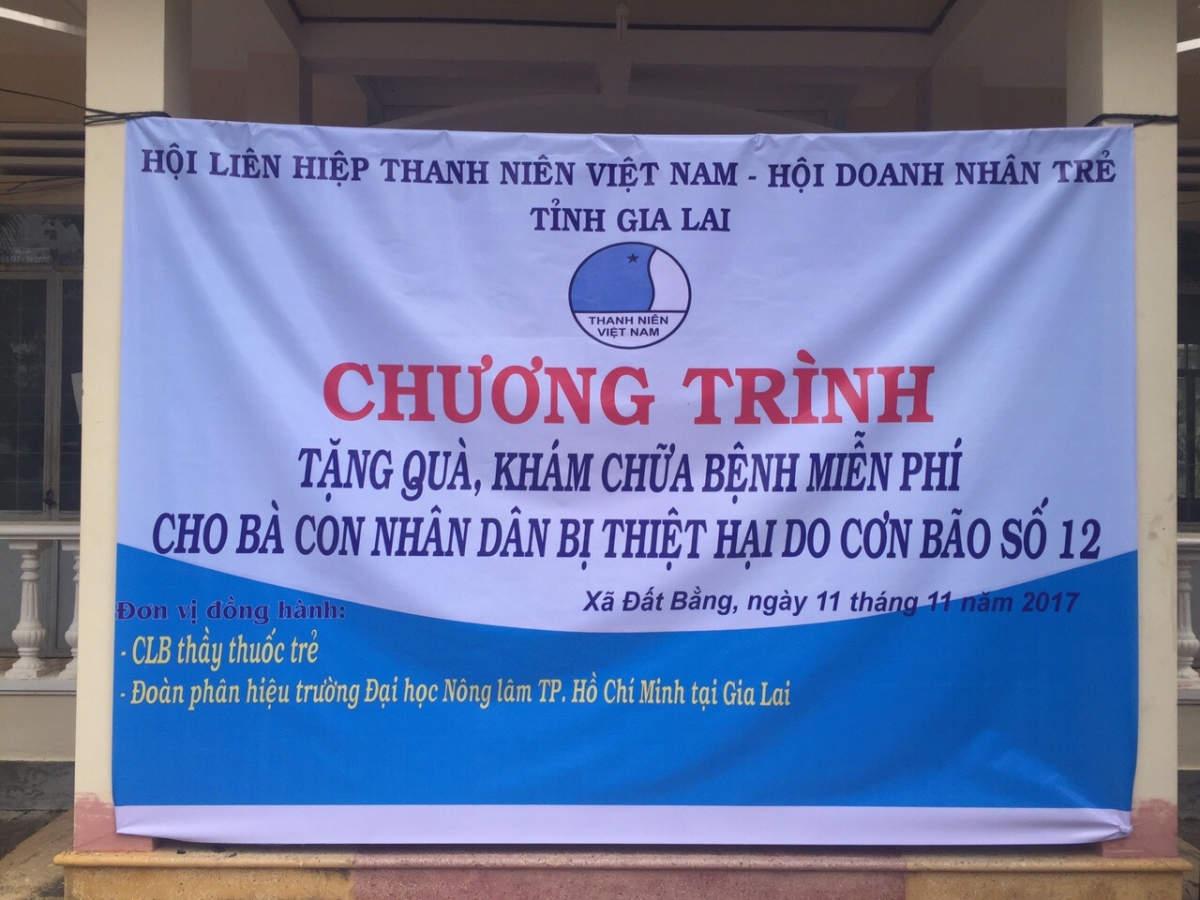 HỘI LIÊN HIỆP THANH NIÊN VIỆT NAM - HỘI DOANH NHÂN TRẺ
TỈNH GIA LAI
THANH NIÊN
VIỆT NAM
CHƯƠNG TRÌNH
TẶNG QUÀ, KHÁM CHỮA BỆNH MIỄN PHÍ
CHO BÀ CON NHÂN DÂN BỊ THIỆT HẠI DO CƠN BÃO SỐ 12
Xã Đất Bằng, ngày 11 tháng 11 năm 2017
Đơn vị đồng hành:
- CLB thầy thuốc trẻ
- Đoàn phân hiệu trường Đại học Nông lâm TP. Hồ Chí Minh tại Gia Lai